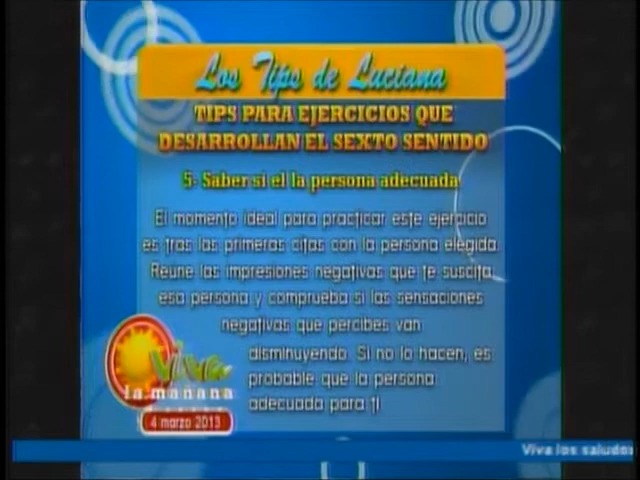 Los Tips de Luciana
TIPS PARA EJERCICIOS QUE
DESARROLLAN EL SEXTO SENTIDO
5- Saber si el la persona adecuada
El momento ideal para practicar este ejercicio
es tras las primeras citas con la persona elegida.
Reúne las impresiones negativas que te suscita
esa persona y comprueba si las sensaciones
negativas que percibes van
disminuyendo. Si no lo hacen, es
probable que la persona
adecuada para ti
Viva
la mañana
4 marzo 2013
Viva los saludos